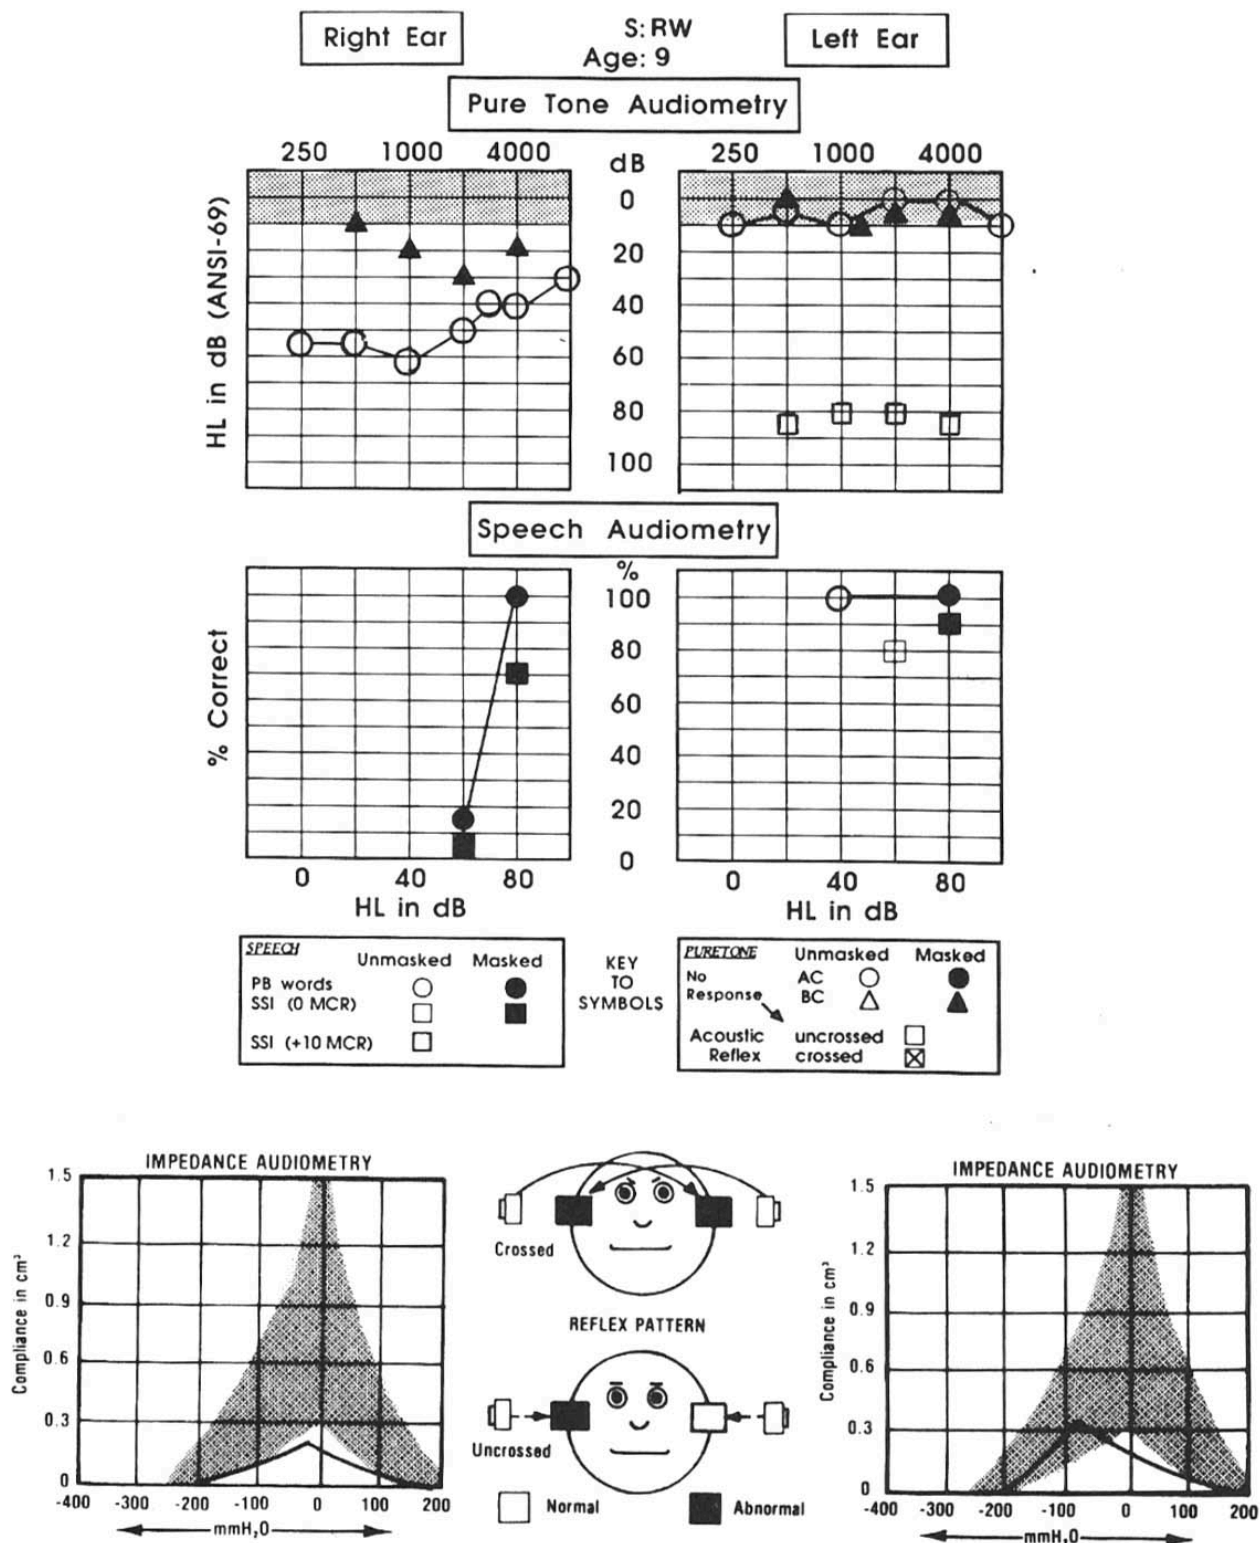 Right Ear
S: RW
Age: 9
Left Ear
Pure Tone Audiometry
250 1000 4000
dB
250 1000 4000
HL in dB (ANSI-69)
0
20
40
60
80
100
Speech Audiometry
%
% Correct
100
80
60
40
20
0
0 40 80
HL in dB
0 40 80
HL in dB
SPEECH
Unmasked Masked
PB words
SSI (0 MCR)
SSI (+10 MCR)
KEY
TO
SYMBOLS
PURETONE Unmasked Masked
No AC
Response BC
Acoustic uncrossed
Reflex crossed
IMPEDANCE AUDIOMETRY
Compliance in cm³
1.5
1.2
0.9
0.6
0.3
0
-400 -300 -200 -100 0 100 200
mmH₂O
Crossed
REFLEX PATTERN
Uncrossed
Normal Abnormal
IMPEDANCE AUDIOMETRY
Compliance in cm³
1.5
1.2
0.9
0.6
0.3
0
-400 -300 -200 -100 0 100 200
mmH₂O